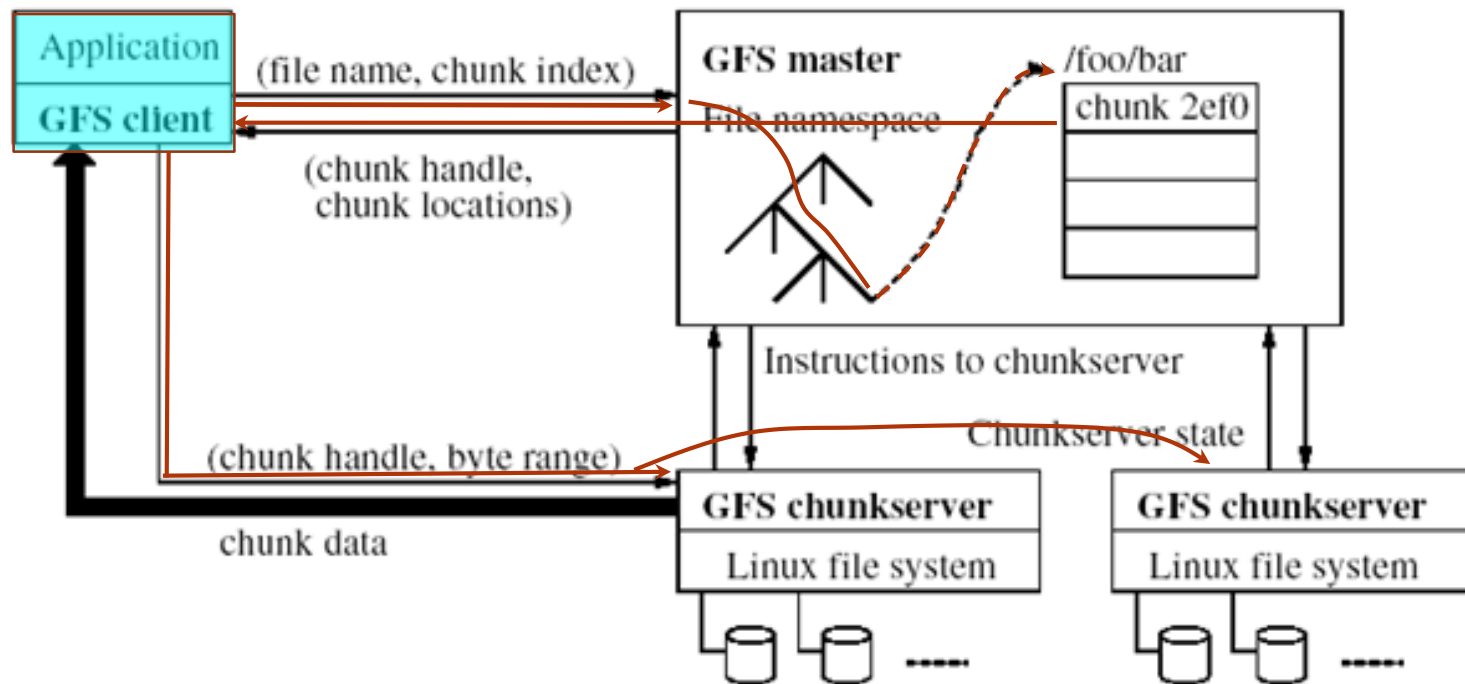 Application
GFS client
(file name, chunk index)
(chunk handle,
chunk locations)
GFS master
File namespace
/foo/bar
chunk 2ef0
Instructions to chunkserver
Chunkserver state
(chunk handle, byte range)
chunk data
GFS chunkserver
Linux file system
GFS chunkserver
Linux file system